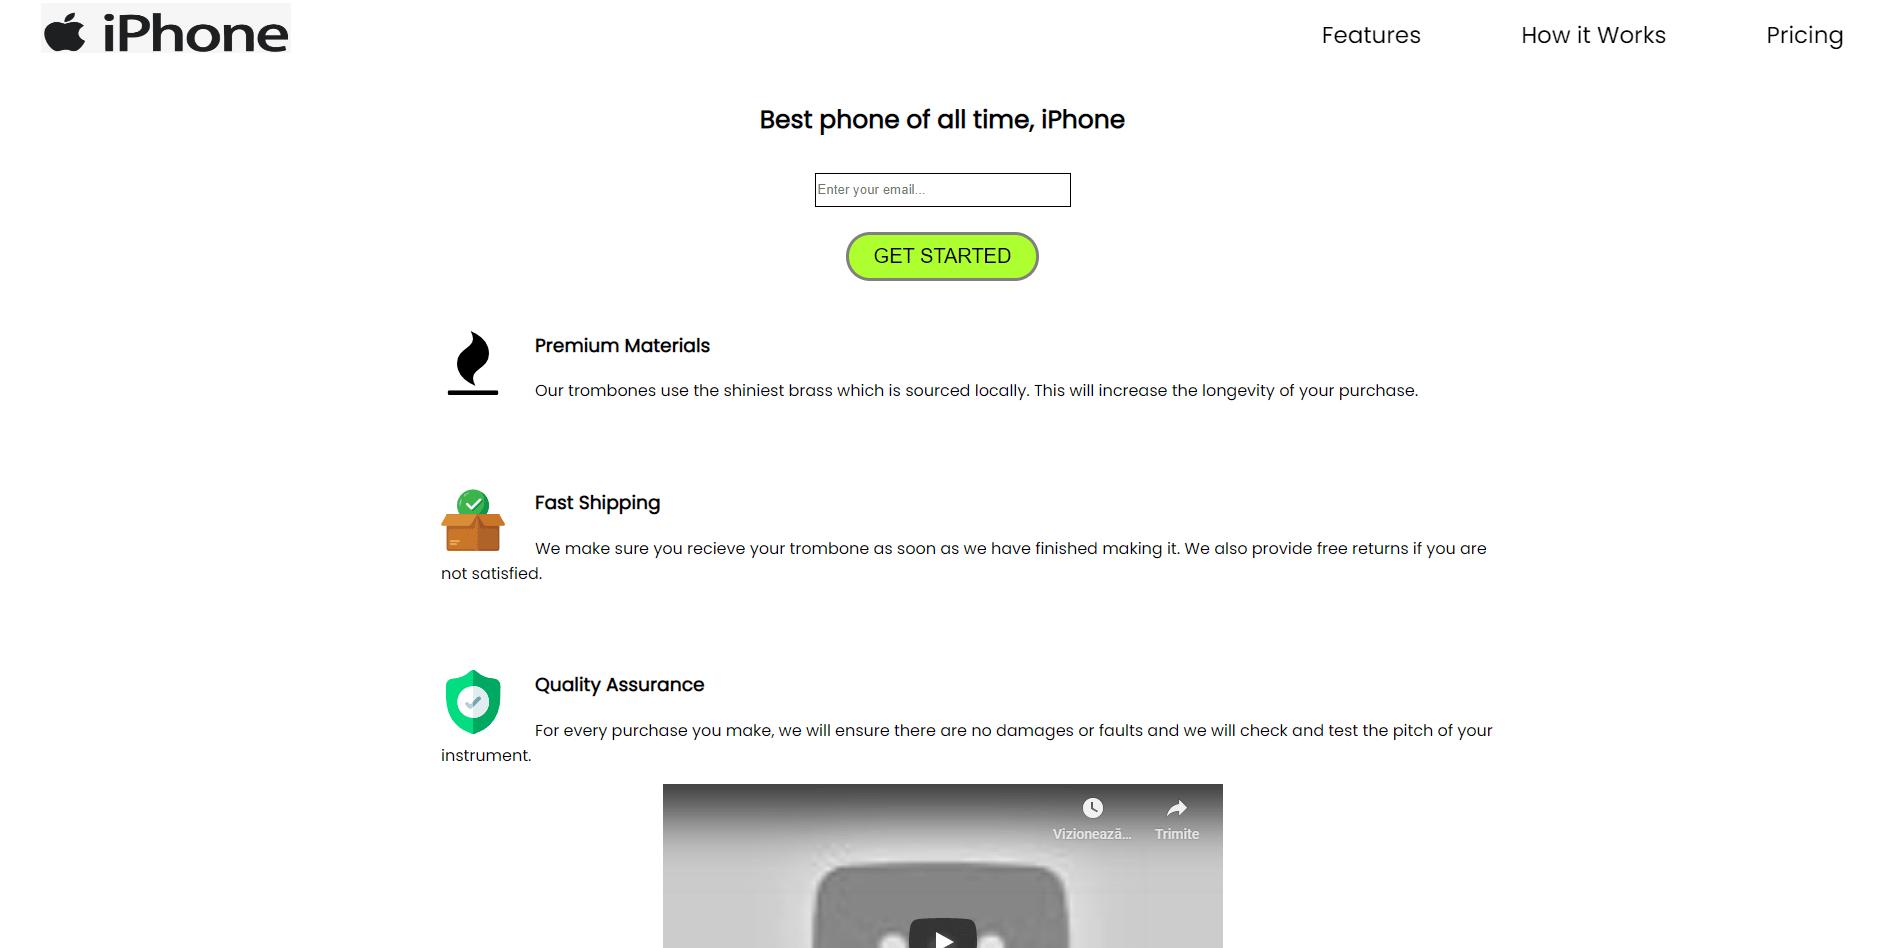 iPhone
Features
How it Works
Pricing
Best phone of all time, iPhone
Enter your email...
GET STARTED
Premium Materials
Our trombones use the shiniest brass which is sourced locally. This will increase the longevity of your purchase.
Fast Shipping
We make sure you recieve your trombone as soon as we have finished making it. We also provide free returns if you are
not satisfied.
Quality Assurance
For every purchase you make, we will ensure there are no damages or faults and we will check and test the pitch of your
instrument.
Vizionează...
Trimite